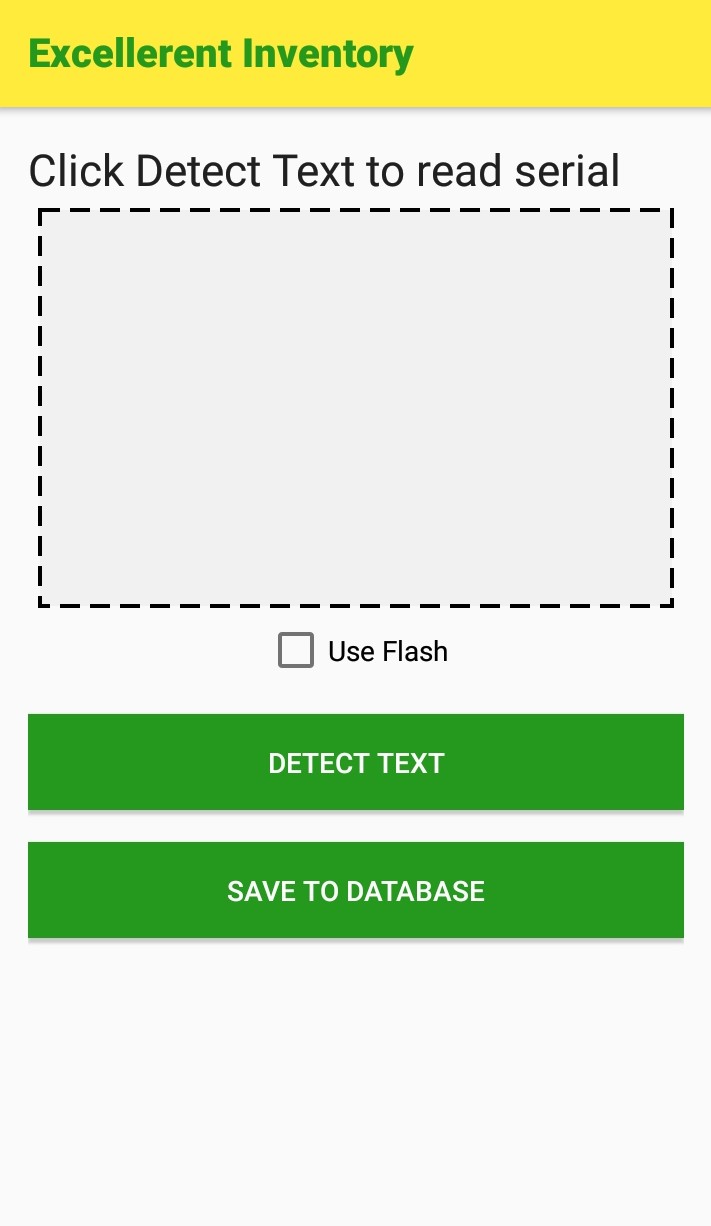 Excellerent Inventory
Click Detect Text to read serial
Use Flash
DETECT TEXT
SAVE TO DATABASE